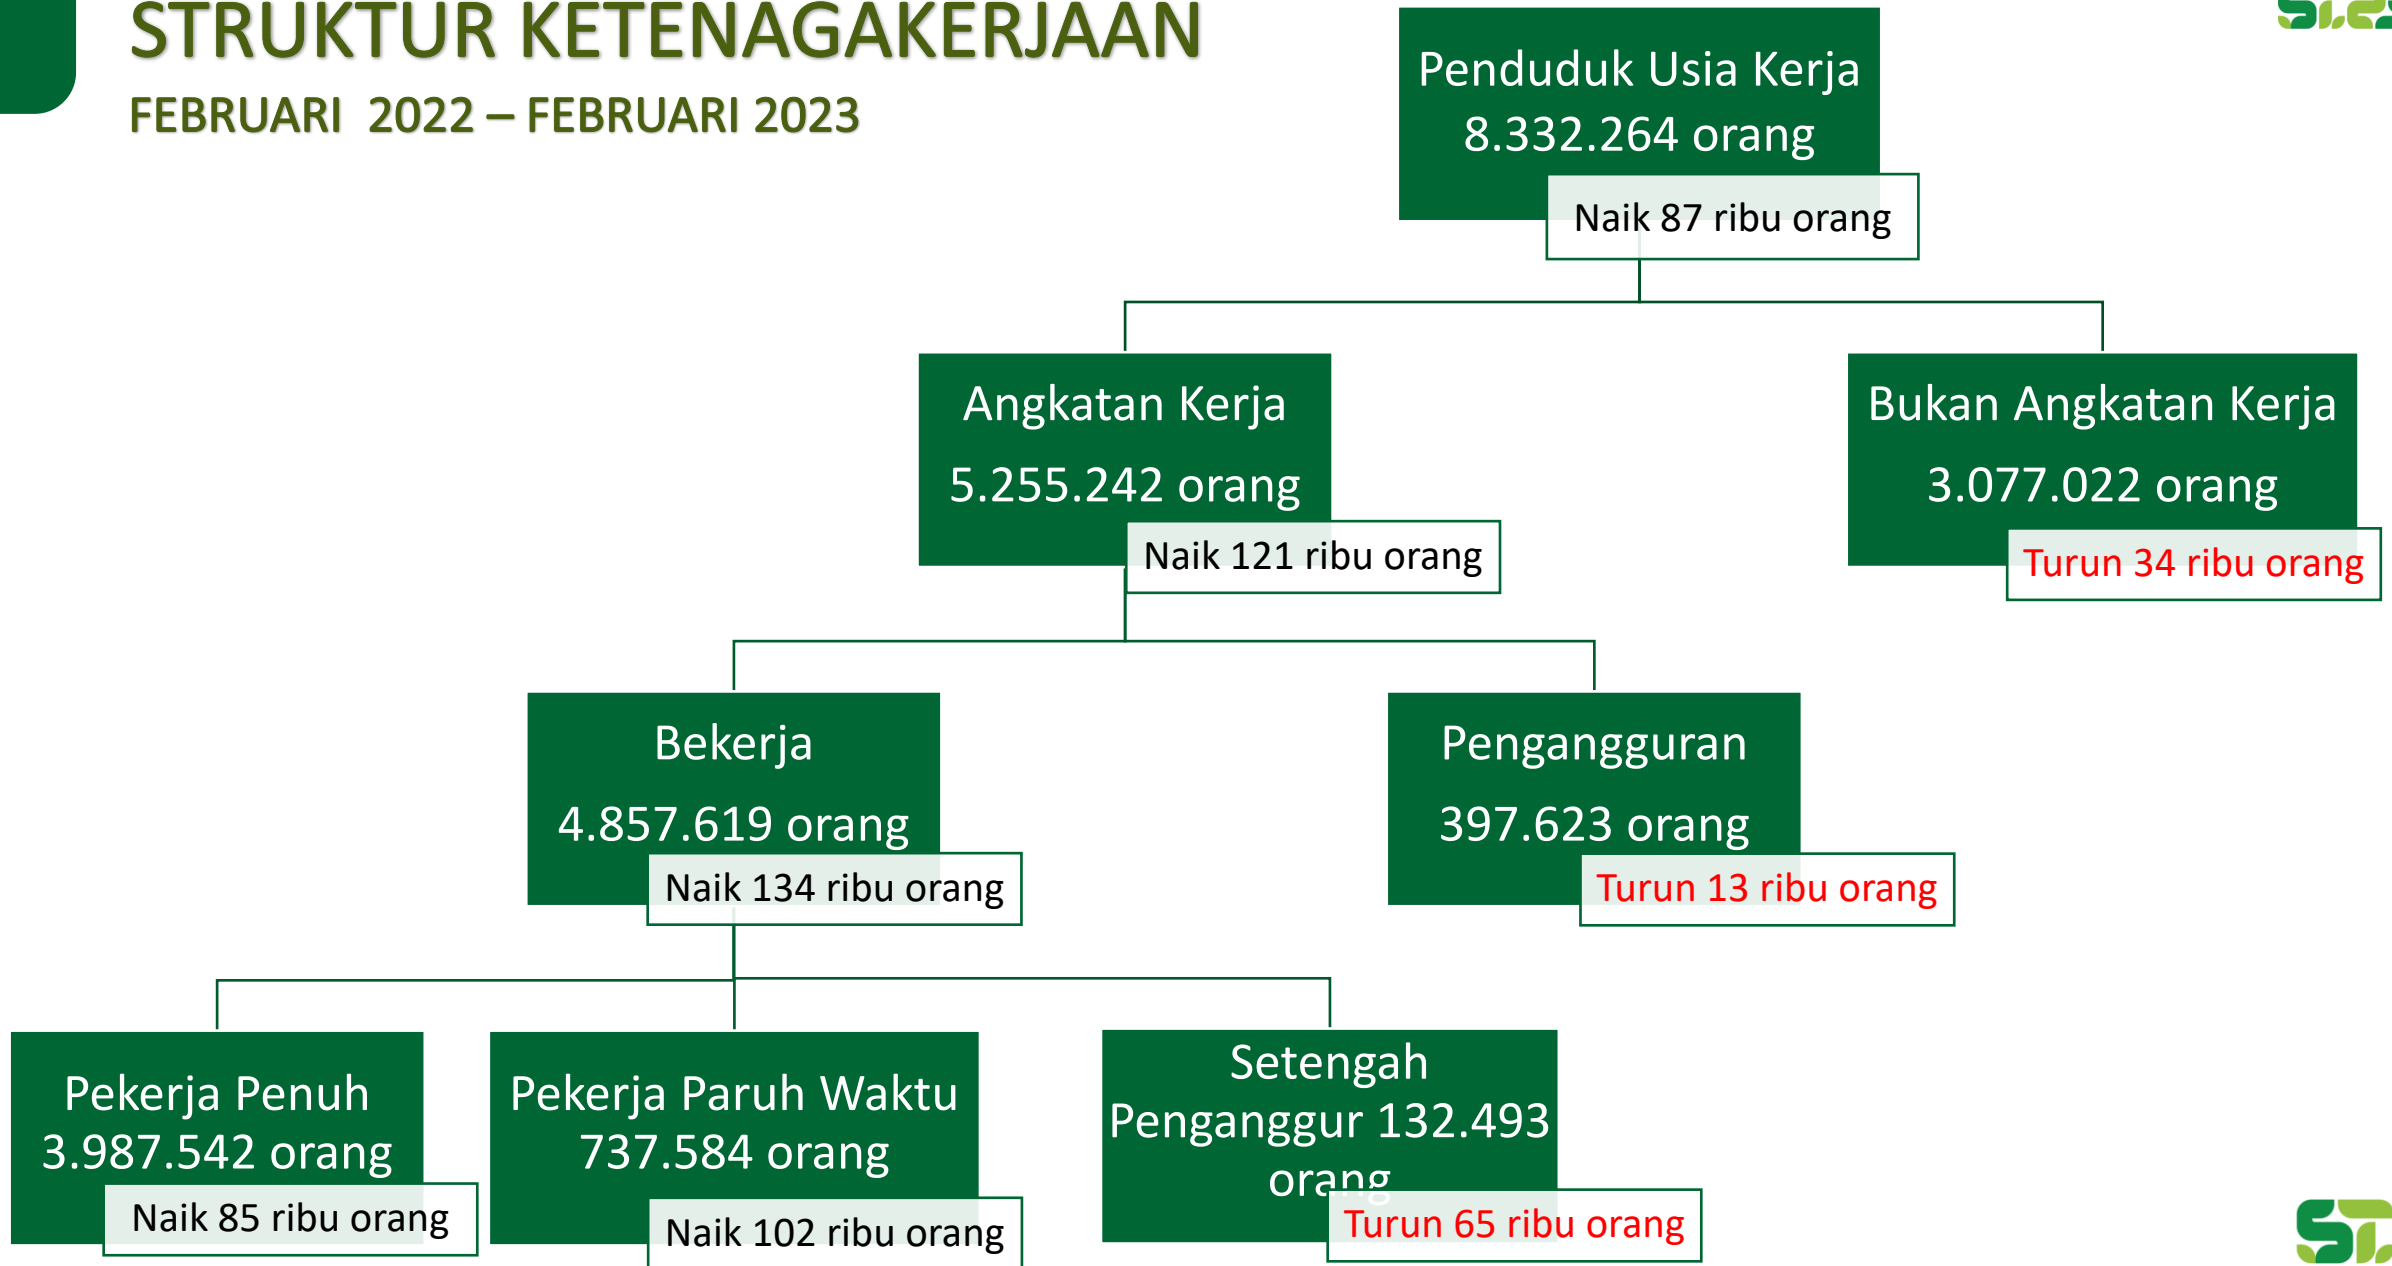 STRUKTUR KETENAGAKERJAAN
FEBRUARI 2022 – FEBRUARI 2023
Penduduk Usia Kerja
8.332.264 orang
Naik 87 ribu orang
Angkatan Kerja
5.255.242 orang
Naik 121 ribu orang
Bukan Angkatan Kerja
3.077.022 orang
Turun 34 ribu orang
Bekerja
4.857.619 orang
Naik 134 ribu orang
Pengangguran
397.623 orang
Turun 13 ribu orang
Pekerja Penuh
3.987.542 orang
Naik 85 ribu orang
Pekerja Paruh Waktu
737.584 orang
Naik 102 ribu orang
Setengah
Penganggur 132.493
orang
Turun 65 ribu orang